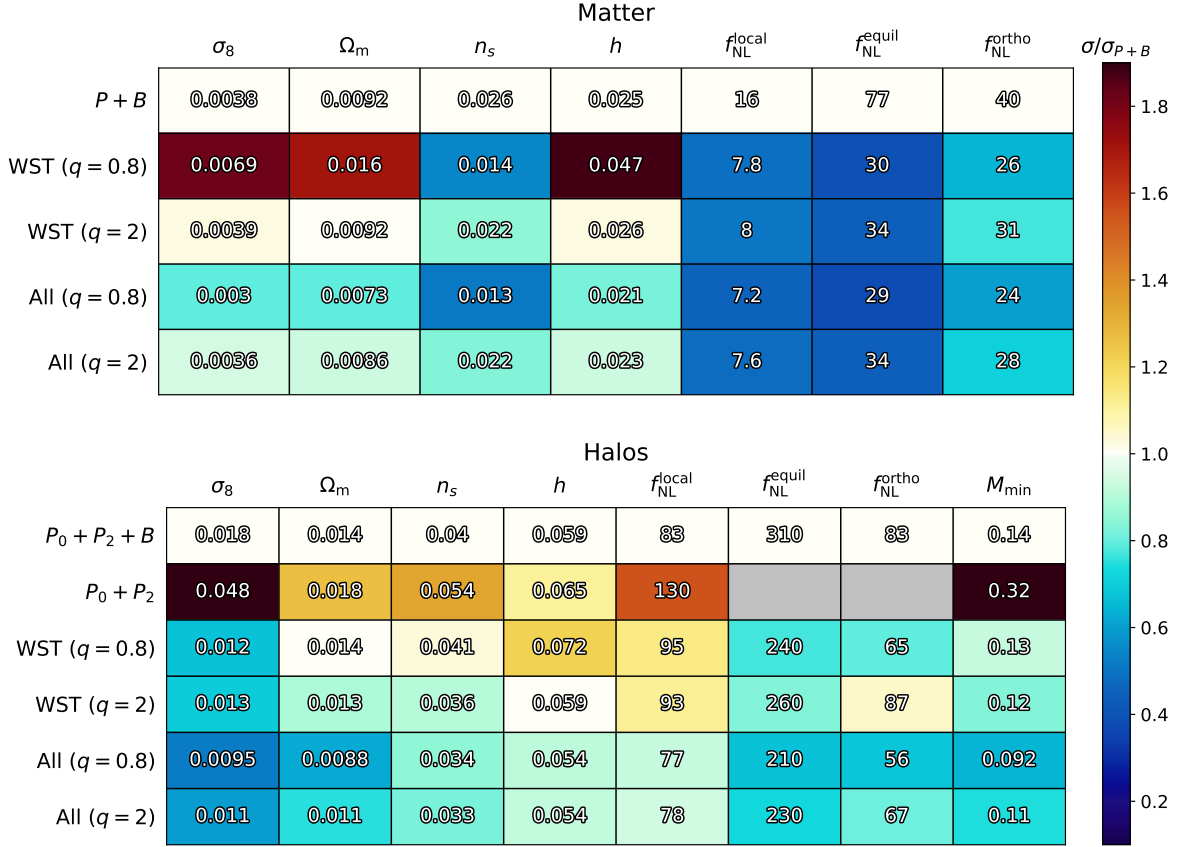 Matter
σ8 Ωm ns h f_NL^local f_NL^equil f_NL^ortho σ/σP+B
P + B 0.0038 0.0092 0.026 0.025 16 77 40
WST (q = 0.8) 0.0069 0.016 0.014 0.047 7.8 30 26
WST (q = 2) 0.0039 0.0092 0.022 0.026 8 34 31
All (q = 0.8) 0.003 0.0073 0.013 0.021 7.2 29 24
All (q = 2) 0.0036 0.0086 0.022 0.023 7.6 34 28
1.8
1.6
1.4
1.2
1.0
0.8
0.6
0.4
0.2
Halos
σ8 Ωm ns h f_NL^local f_NL^equil f_NL^ortho Mmin
P0 + P2 + B 0.018 0.014 0.04 0.059 83 310 83 0.14
P0 + P2 0.048 0.018 0.054 0.065 130 0.32
WST (q = 0.8) 0.012 0.014 0.041 0.072 95 240 65 0.13
WST (q = 2) 0.013 0.013 0.036 0.059 93 260 87 0.12
All (q = 0.8) 0.0095 0.0088 0.034 0.054 77 210 56 0.092
All (q = 2) 0.011 0.011 0.033 0.054 78 230 67 0.11